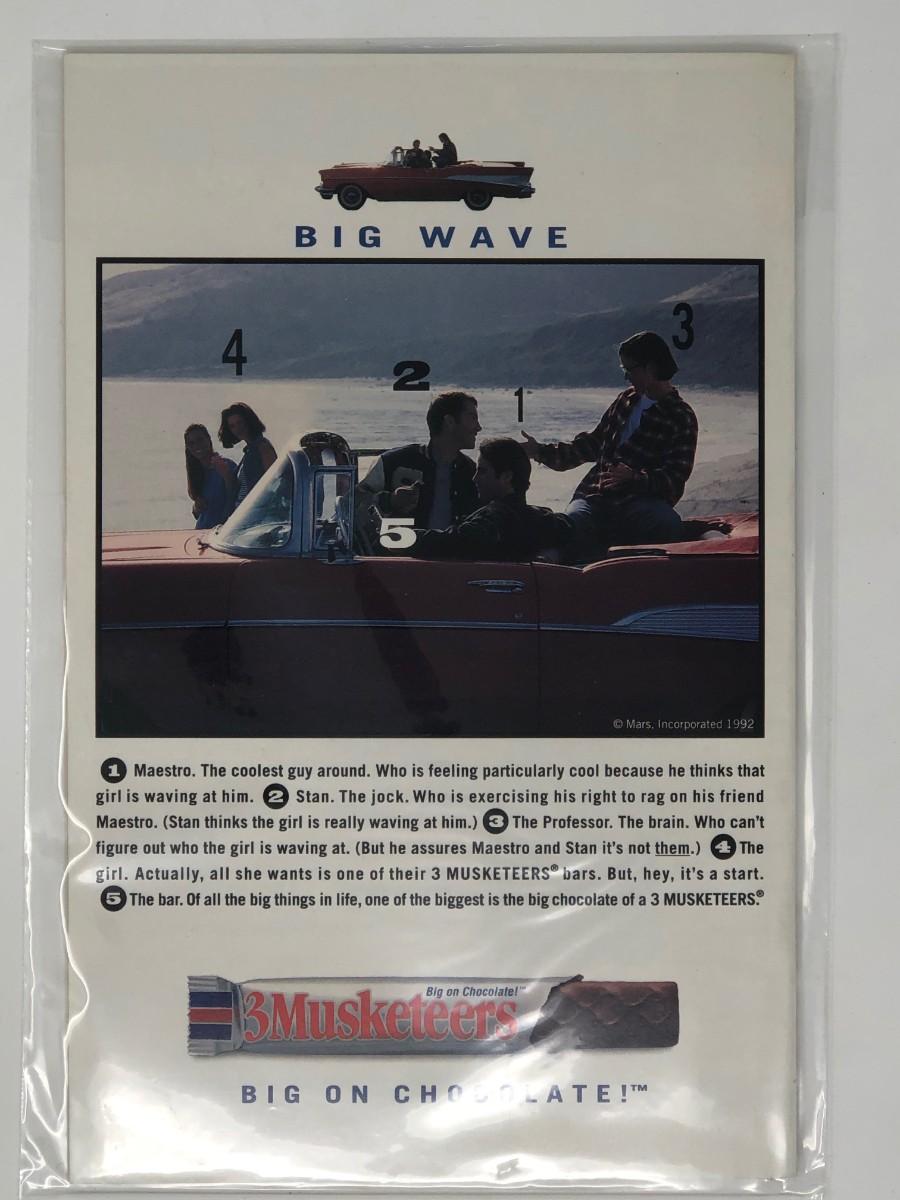 BIG WAVE
3
4
2
1
5
© Mars, Incorporated 1992
1 Maestro. The coolest guy around. Who is feeling particularly cool because he thinks that
girl is waving at him. 2 Stan. The jock. Who is exercising his right to rag on his friend
Maestro. (Stan thinks the girl is really waving at him.) 3 The Professor. The brain. Who can't
figure out who the girl is waving at. (But he assures Maestro and Stan it's not them.) 4 The
girl. Actually, all she wants is one of their 3 MUSKETEERS® bars. But, hey, it's a start.
5 The bar. Of all the big things in life, one of the biggest is the big chocolate of a 3 MUSKETEERS.®
Big on Chocolate!™
3Musketeers
BIG ON CHOCOLATE!™